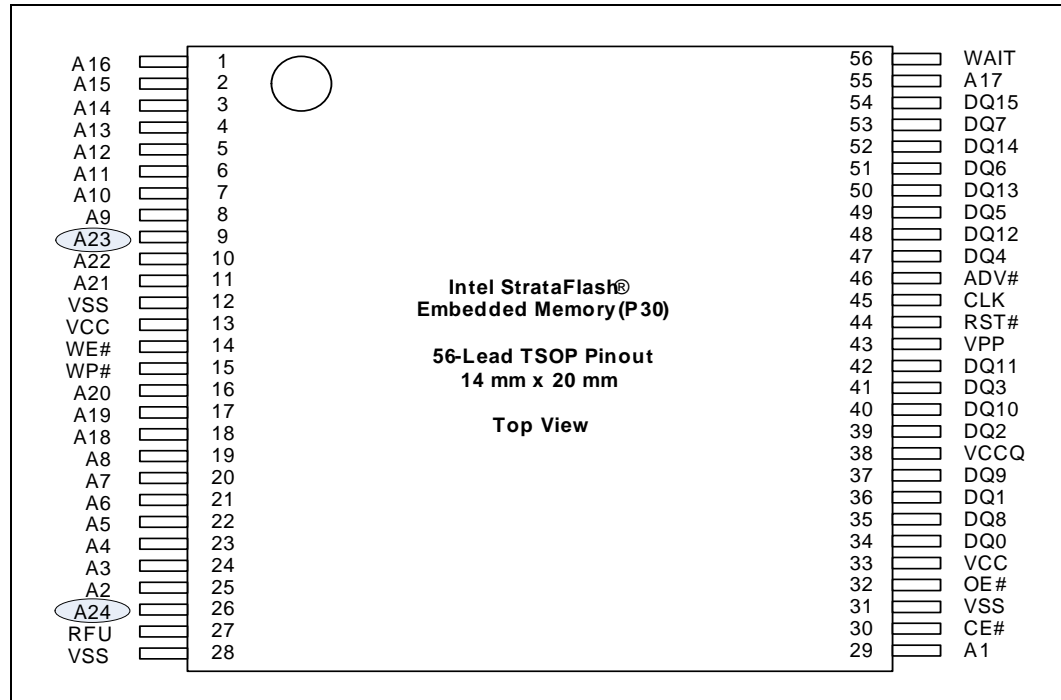 A16 1 56 WAIT
A15 2 55 A17
A14 3 54 DQ15
A13 4 53 DQ7
A12 5 52 DQ14
A11 6 51 DQ6
A10 7 50 DQ13
A9 8 49 DQ5
A23 9 48 DQ12
A22 10 47 DQ4
A21 11 46 ADV#
VSS 12 45 CLK
VCC 13 44 RST#
WE# 14 43 VPP
WP# 15 42 DQ11
A20 16 41 DQ3
A19 17 40 DQ10
A18 18 39 DQ2
A8 19 38 VCCQ
A7 20 37 DQ9
A6 21 36 DQ1
A5 22 35 DQ8
A4 23 34 DQ0
A3 24 33 VCC
A2 25 32 OE#
A24 26 31 VSS
RFU 27 30 CE#
VSS 28 29 A1
Intel StrataFlash®
Embedded Memory (P30)
56-Lead TSOP Pinout
14 mm x 20 mm
Top View